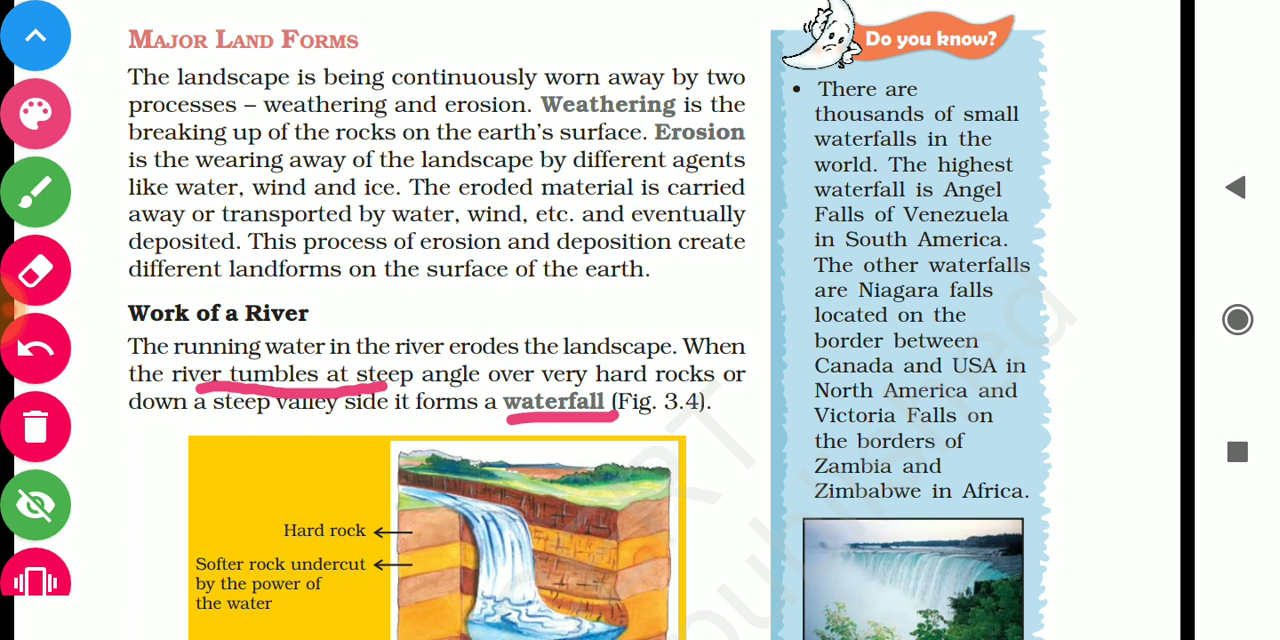 MAJOR LAND FORMS
The landscape is being continuously worn away by two
processes – weathering and erosion. Weathering is the
breaking up of the rocks on the earth's surface. Erosion
is the wearing away of the landscape by different agents
like water, wind and ice. The eroded material is carried
away or transported by water, wind, etc. and eventually
deposited. This process of erosion and deposition create
different landforms on the surface of the earth.
Work of a River
The running water in the river erodes the landscape. When
the river tumbles at steep angle over very hard rocks or
down a steep valley side it forms a waterfall (Fig. 3.4).
Hard rock
Softer rock undercut
by the power of
the water
Do you know?
• There are
thousands of small
waterfalls in the
world. The highest
waterfall is Angel
Falls of Venezuela
in South America.
The other waterfalls
are Niagara falls
located on the
border between
Canada and USA in
North America and
Victoria Falls on
the borders of
Zambia and
Zimbabwe in Africa.